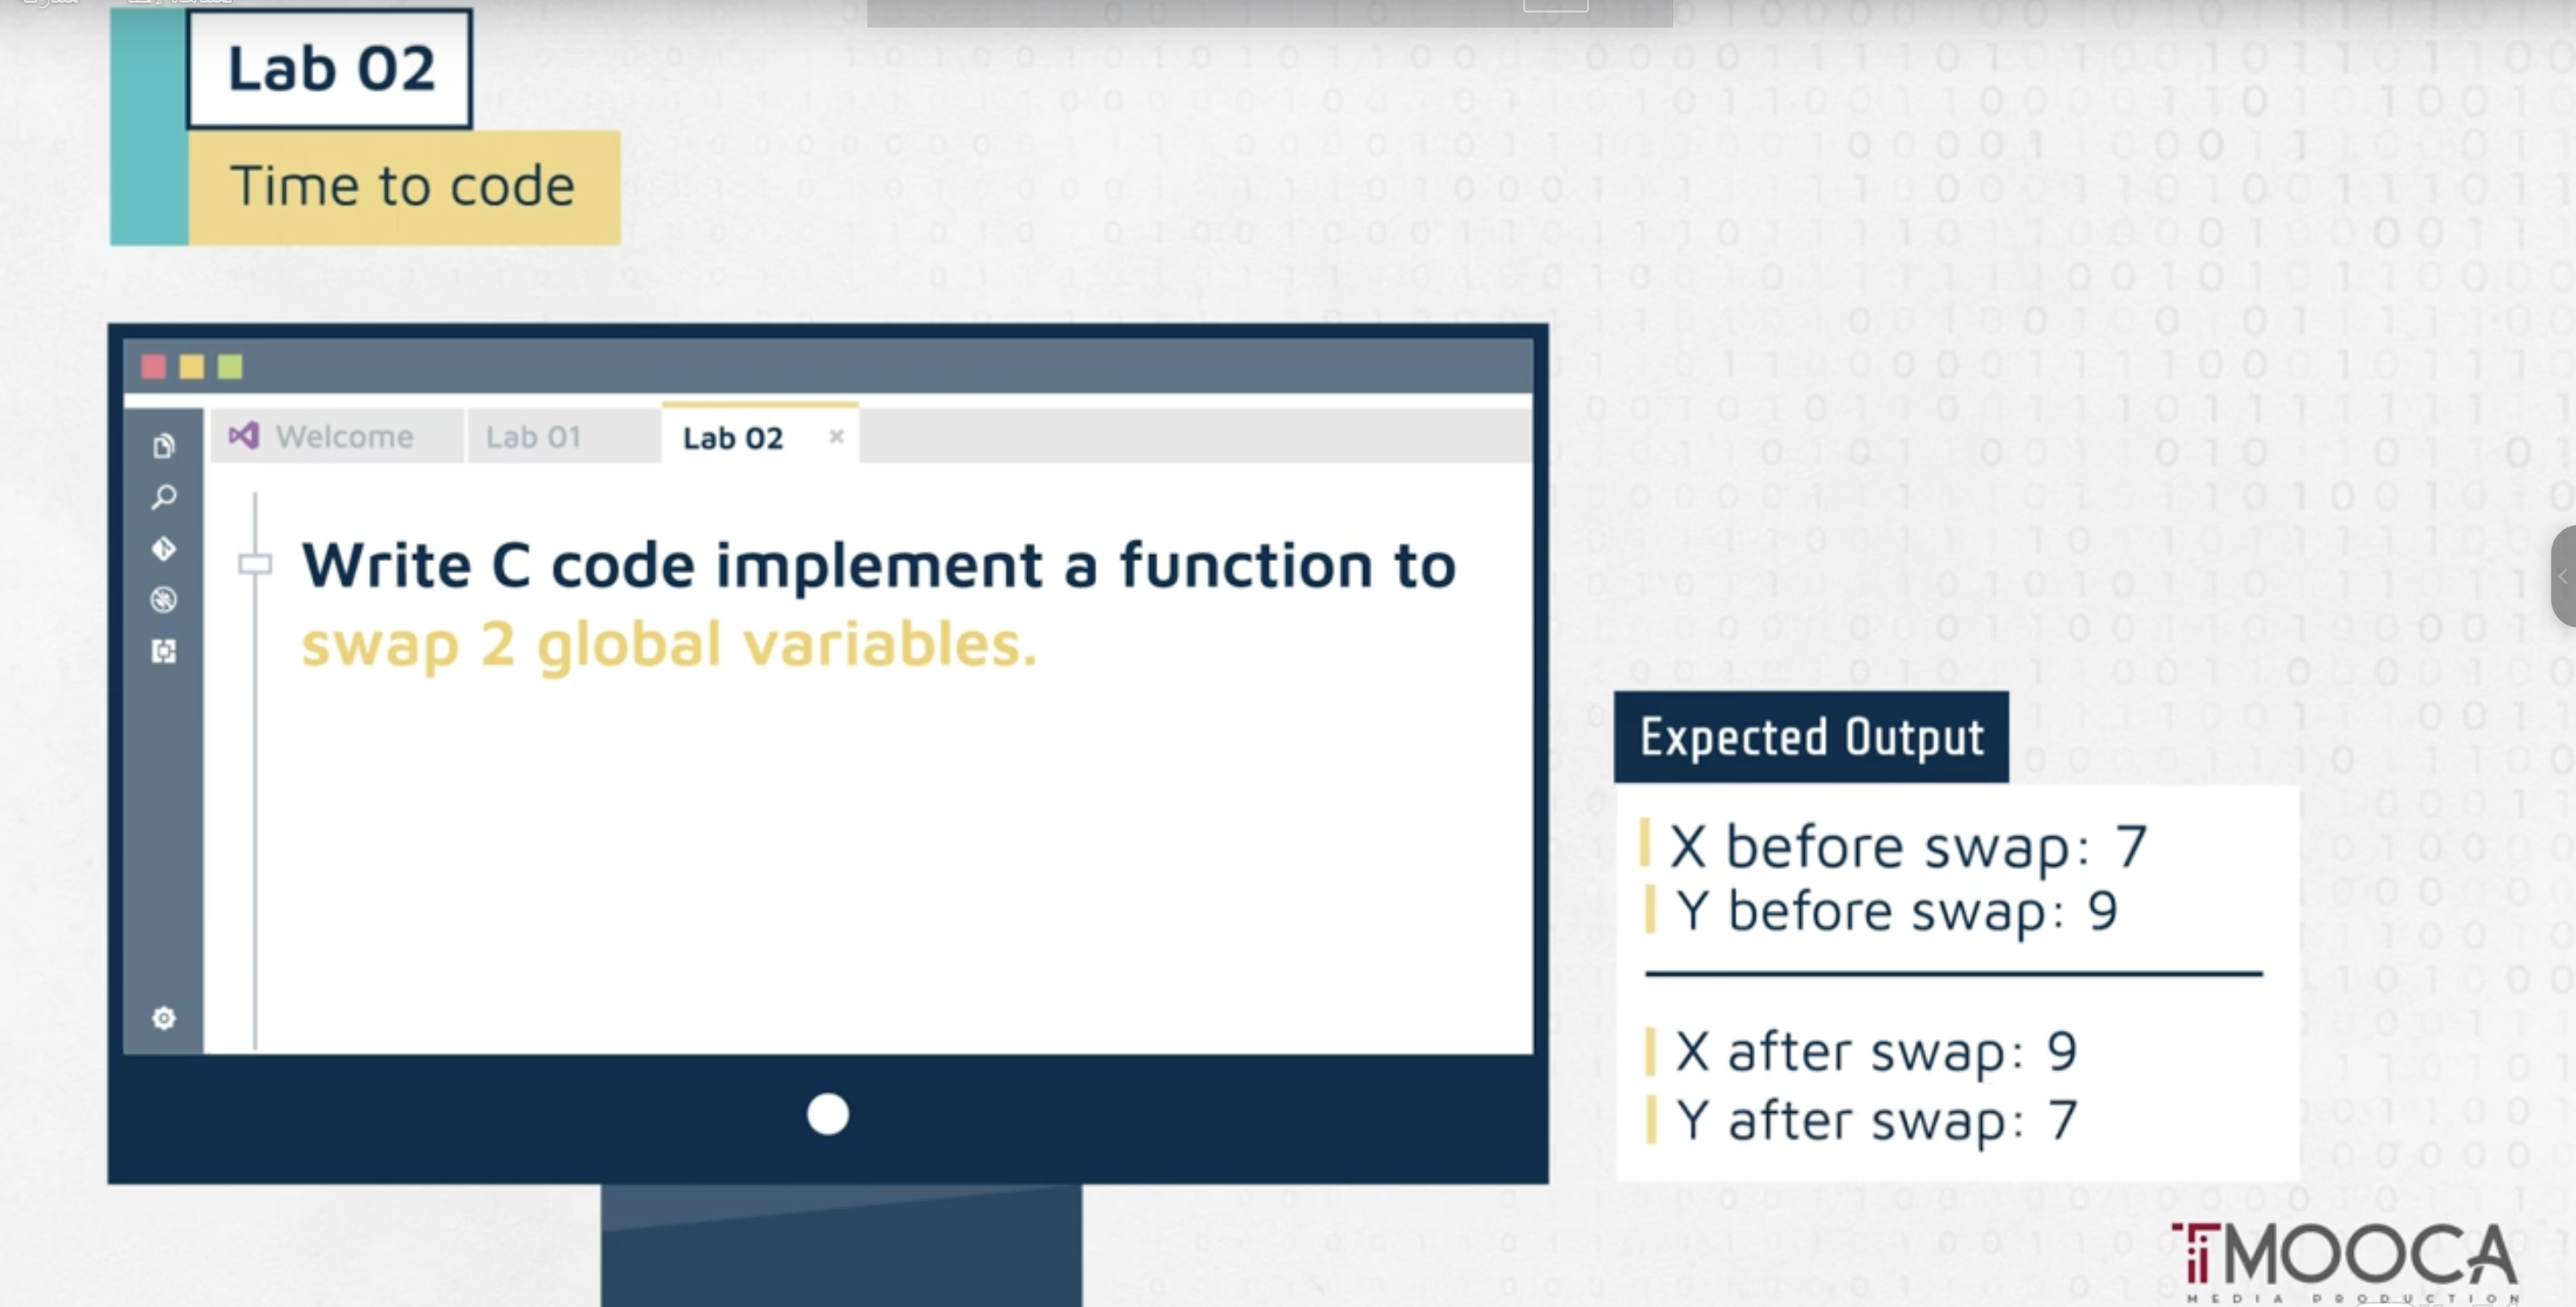 Lab 02
Time to code
Welcome
Lab 01
Lab 02
Write C code implement a function to
swap 2 global variables.
Expected Output
X before swap: 7
Y before swap: 9
X after swap: 9
Y after swap: 7
iTiMOOCA
MEDIA PRODUCTION